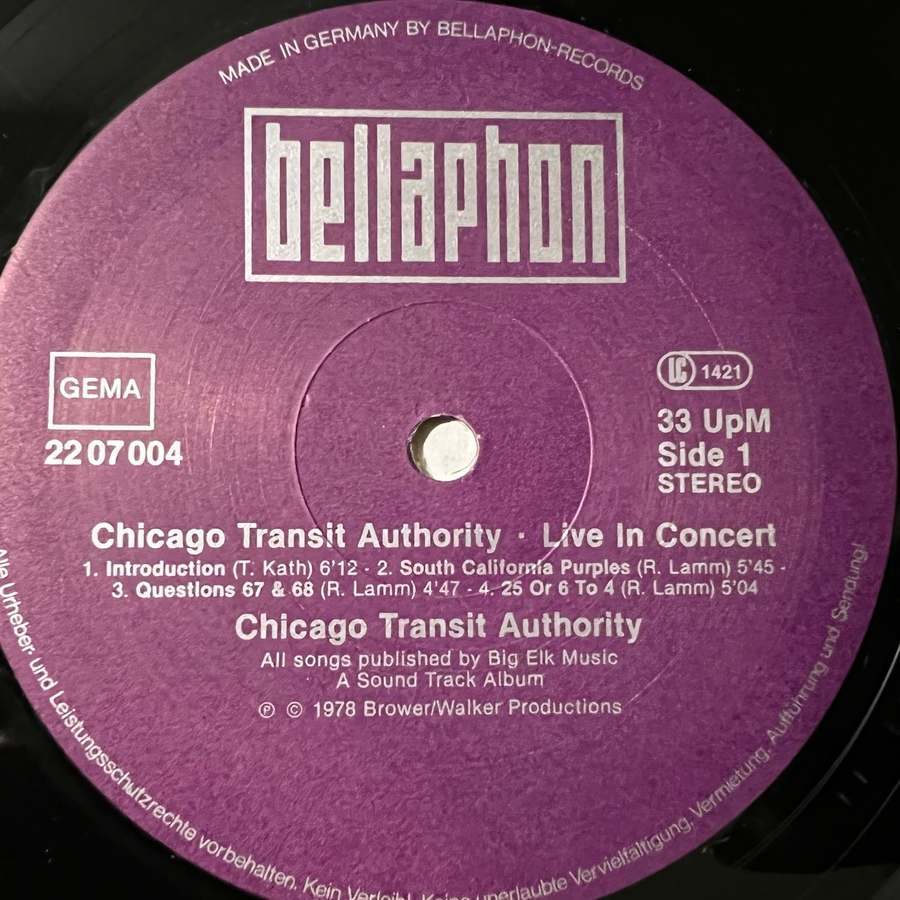 MADE IN GERMANY BY BELLAPHON-RECORDS
bellaphon
GEMA
22 07 004
LC 1421
33 UpM
Side 1
STEREO
Chicago Transit Authority · Live In Concert
1. Introduction (T. Kath) 6'12 - 2. South California Purples (R. Lamm) 5'45 -
3. Questions 67 & 68 (R. Lamm) 4'47 - 4. 25 Or 6 To 4 (R. Lamm) 5'04
Chicago Transit Authority
All songs published by Big Elk Music
A Sound Track Album
℗ © 1978 Brower/Walker Productions
Alle Urheber- und Leistungsschutzrechte vorbehalten. Kein Verleih! Keine unerlaubte Vervielfältigung, Vermietung, Aufführung und Sendung!